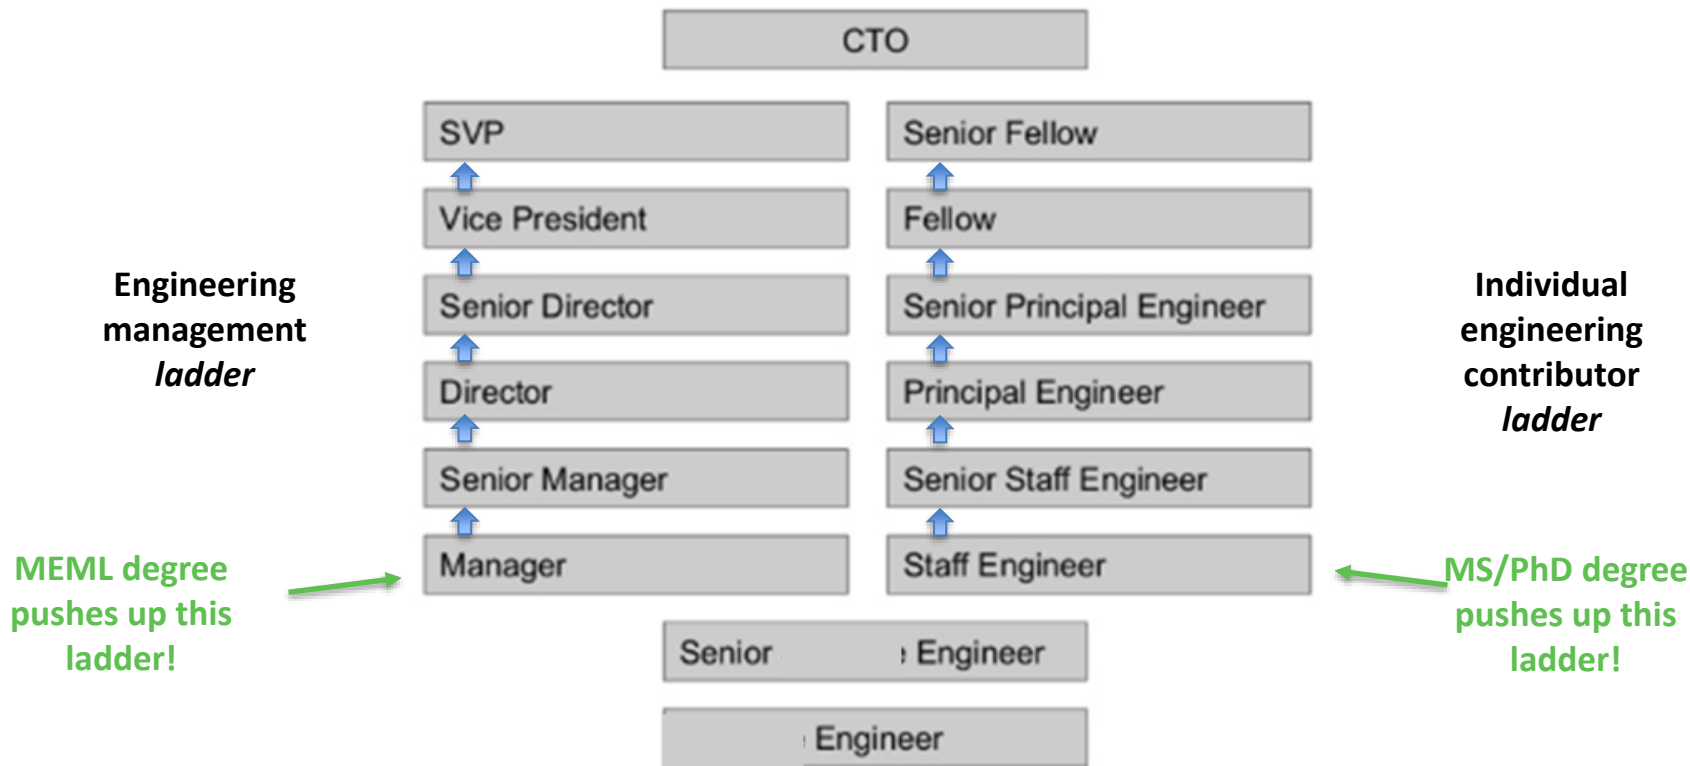 CTO
SVP
Senior Fellow
Vice President
Fellow
Engineering
management
ladder
Senior Director
Senior Principal Engineer
Individual
engineering
contributor
ladder
Director
Principal Engineer
Senior Manager
Senior Staff Engineer
MEML degree
pushes up this
ladder!
Manager
Staff Engineer
MS/PhD degree
pushes up this
ladder!
Senior Engineer
Engineer